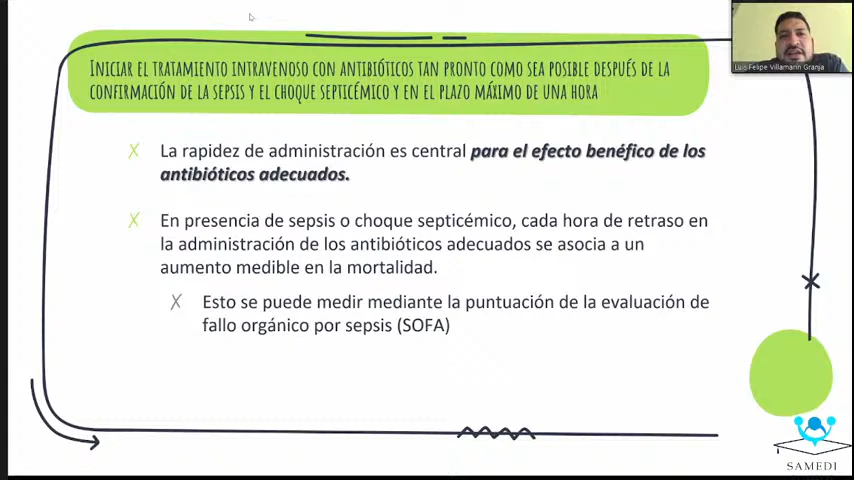 INICIAR EL TRATAMIENTO INTRAVENOSO CON ANTIBIÓTICOS TAN PRONTO COMO SEA POSIBLE DESPUÉS DE LA
CONFIRMACIÓN DE LA SEPSIS Y EL CHOQUE SEPTICÉMICO Y EN EL PLAZO MÁXIMO DE UNA HORA
La rapidez de administración es central para el efecto benéfico de los
antibióticos adecuados.
En presencia de sepsis o choque septicémico, cada hora de retraso en
la administración de los antibióticos adecuados se asocia a un
aumento medible en la mortalidad.
Esto se puede medir mediante la puntuación de la evaluación de
fallo orgánico por sepsis (SOFA)
Luis Felipe Villamarín Granja
SAMEDI